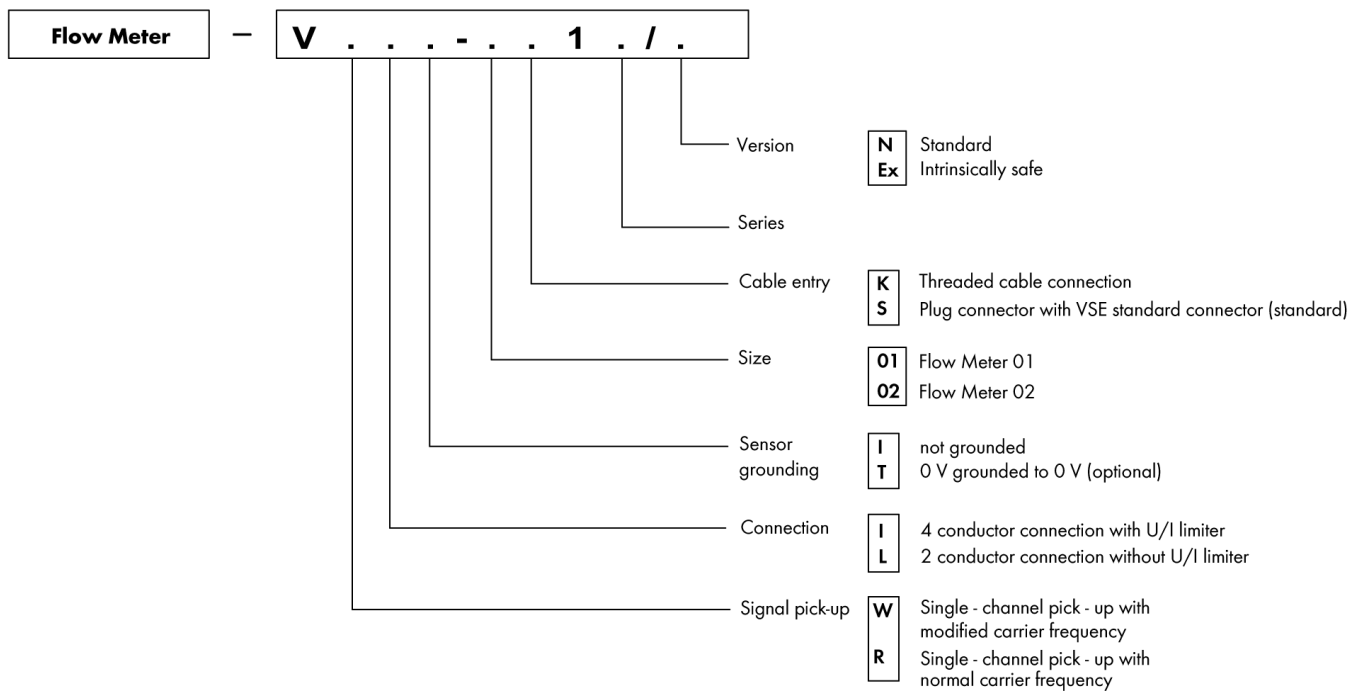 Flow Meter – V . . . - . . 1 . / .
Version N Standard
Ex Intrinsically safe
Series
Cable entry K Threaded cable connection
S Plug connector with VSE standard connector (standard)
Size 01 Flow Meter 01
02 Flow Meter 02
Sensor I not grounded
grounding T 0 V grounded to 0 V (optional)
Connection I 4 conductor connection with U/I limiter
L 2 conductor connection without U/I limiter
Signal pick-up W Single - channel pick - up with
modified carrier frequency
R Single - channel pick - up with
normal carrier frequency